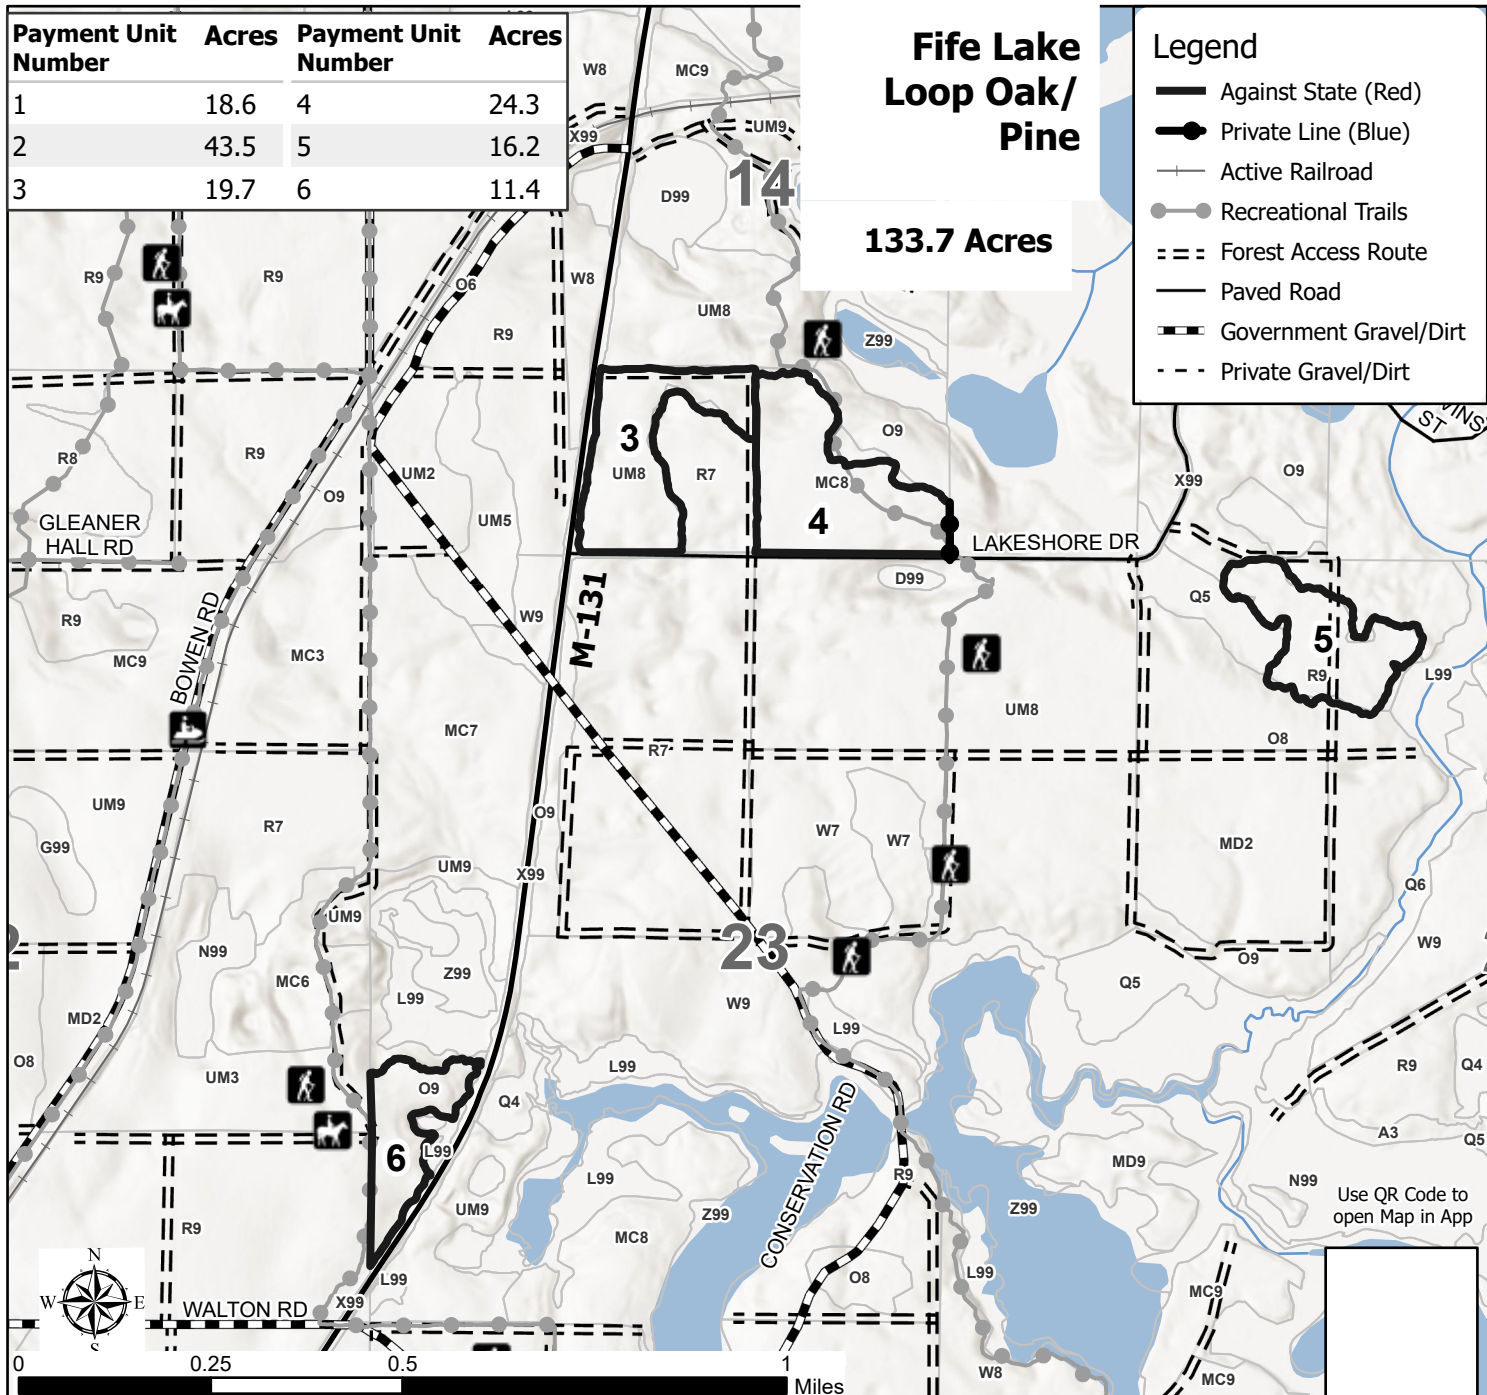 Payment Unit Number Acres Payment Unit Number Acres
1 18.6 4 24.3
2 43.5 5 16.2
3 19.7 6 11.4
Fife Lake
Loop Oak/
Pine
133.7 Acres
Legend
Against State (Red)
Private Line (Blue)
Active Railroad
Recreational Trails
Forest Access Route
Paved Road
Government Gravel/Dirt
Private Gravel/Dirt
W8 MC9
X99 UM9
14
D99
R9 R9 O6 W8
UM8
R9 Z99
R8 R9 UM2 O9
3
UM8 R7
MC8
4
O9
X99 O9
ST
GLEANER
HALL RD
UM5
LAKESHORE DR
D99
Q5
5
R9
L99
R9
MC9
BOWEN RD
MC3
W9
M-131
UM8
MC7
R7
O8
UM9
R7
O9
W7
W7
MD2
G99
UM9
X99
Q6
UM9
N99
MC6
Z99
L99
23
W9
L99
Q5
O9
W9
MD2
O8
UM3
O9
L99
Q4
CONSERVATION RD
R9
Q4
A3
Q5
6
L99
L99
R9
MD9
N99
R9
UM9
MC8
Z99
Z99
Use QR Code to
open Map in App
O8
L99
MC9
N
W E
S
L99
X99
WALTON RD
W8
MC9
0 0.25 0.5 1
Miles